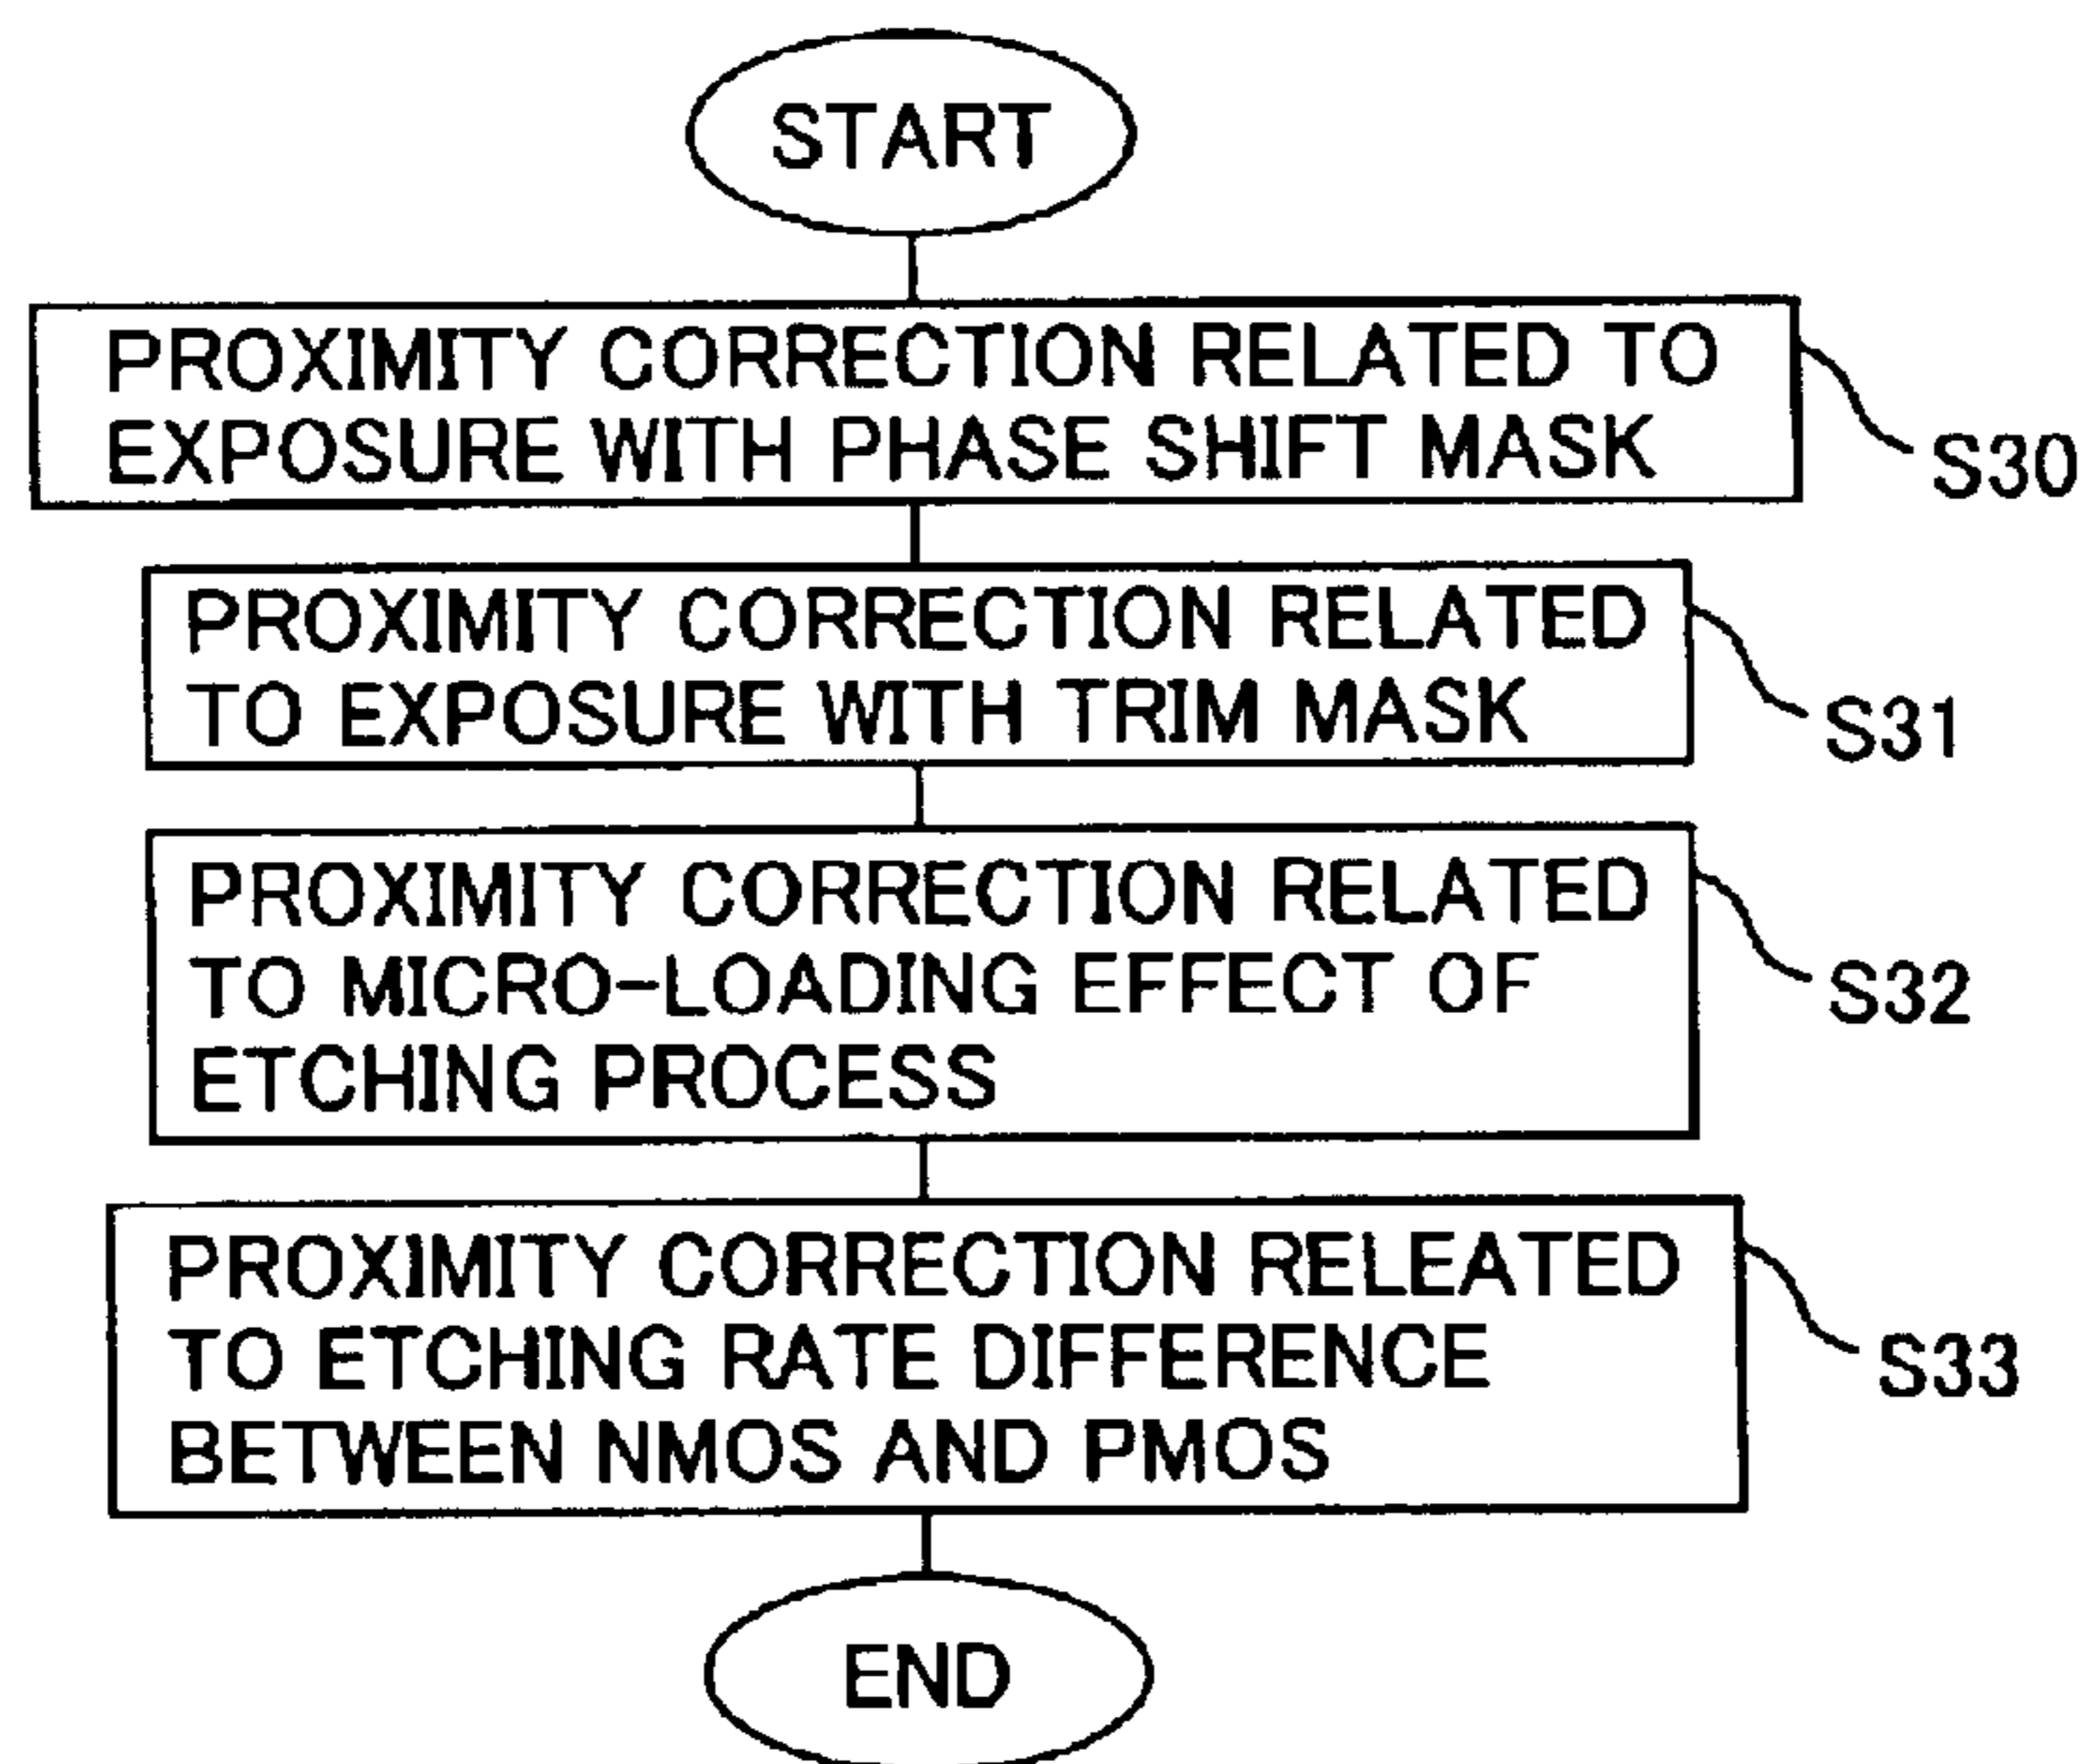 START
PROXIMITY CORRECTION RELATED TO
EXPOSURE WITH PHASE SHIFT MASK
S30
PROXIMITY CORRECTION RELATED
TO EXPOSURE WITH TRIM MASK
S31
PROXIMITY CORRECTION RELATED
TO MICRO-LOADING EFFECT OF
ETCHING PROCESS
S32
PROXIMITY CORRECTION RELEATED
TO ETCHING RATE DIFFERENCE
BETWEEN NMOS AND PMOS
S33
END